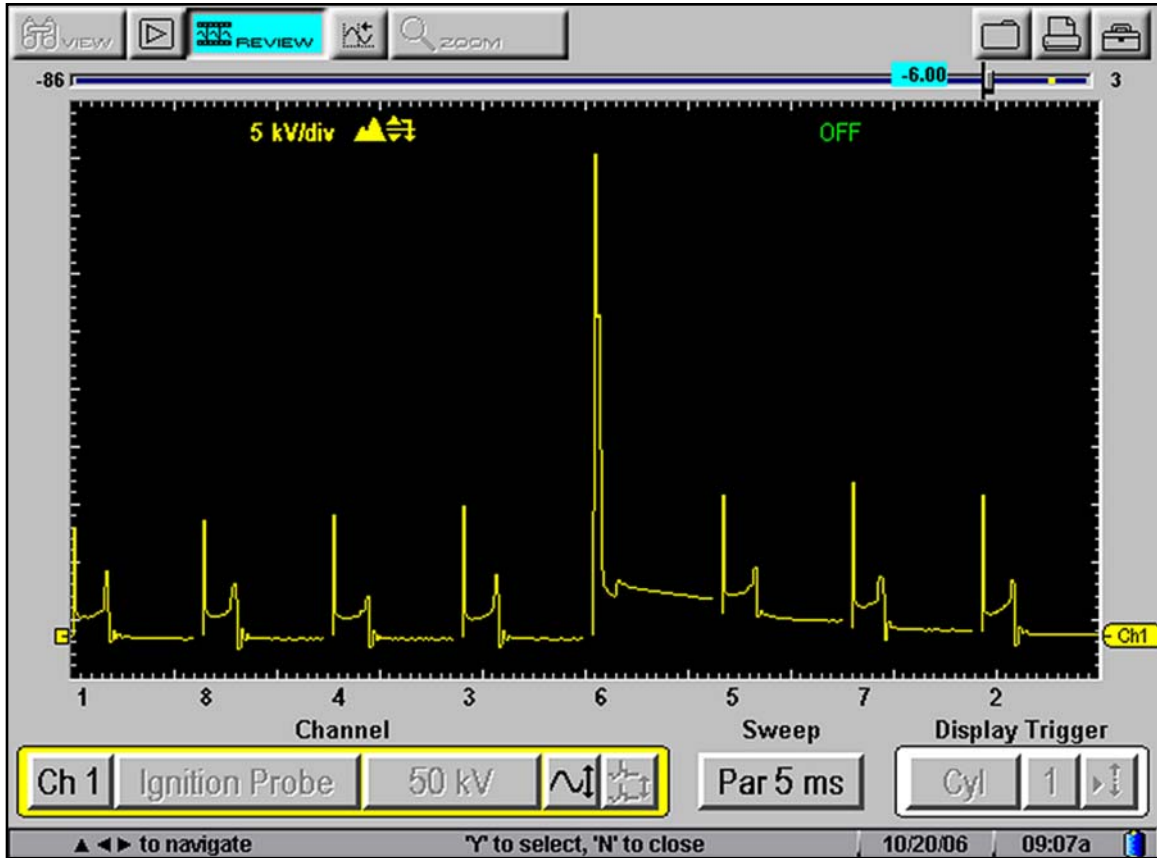 VIEW REVIEW ZOOM
-86 -6.00 3
5 kV/div OFF
Ch1
1 8 4 3 6 5 7 2
Channel Sweep Display Trigger
Ch 1 Ignition Probe 50 kV Par 5 ms Cyl 1
▲ ◄► to navigate 'Y' to select, 'N' to close 10/20/06 09:07a